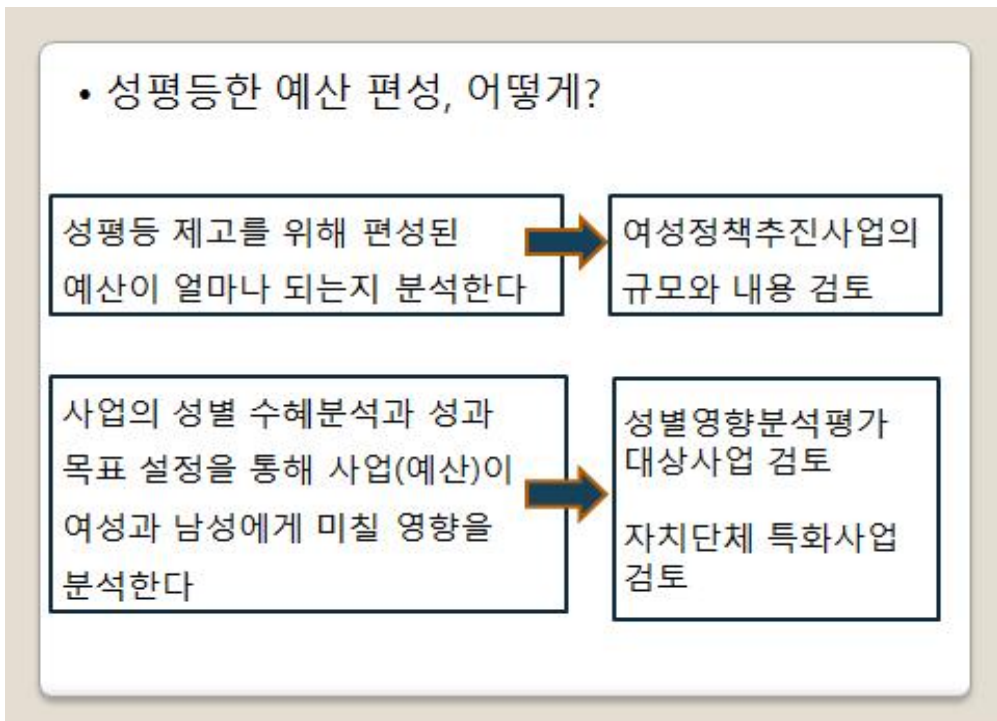 • 성평등한 예산 편성, 어떻게?
성평등 제고를 위해 편성된
예산이 얼마나 되는지 분석한다
여성정책추진사업의
규모와 내용 검토
사업의 성별 수혜분석과 성과
목표 설정을 통해 사업(예산)이
여성과 남성에게 미칠 영향을
분석한다
성별영향분석평가
대상사업 검토
자치단체 특화사업
검토